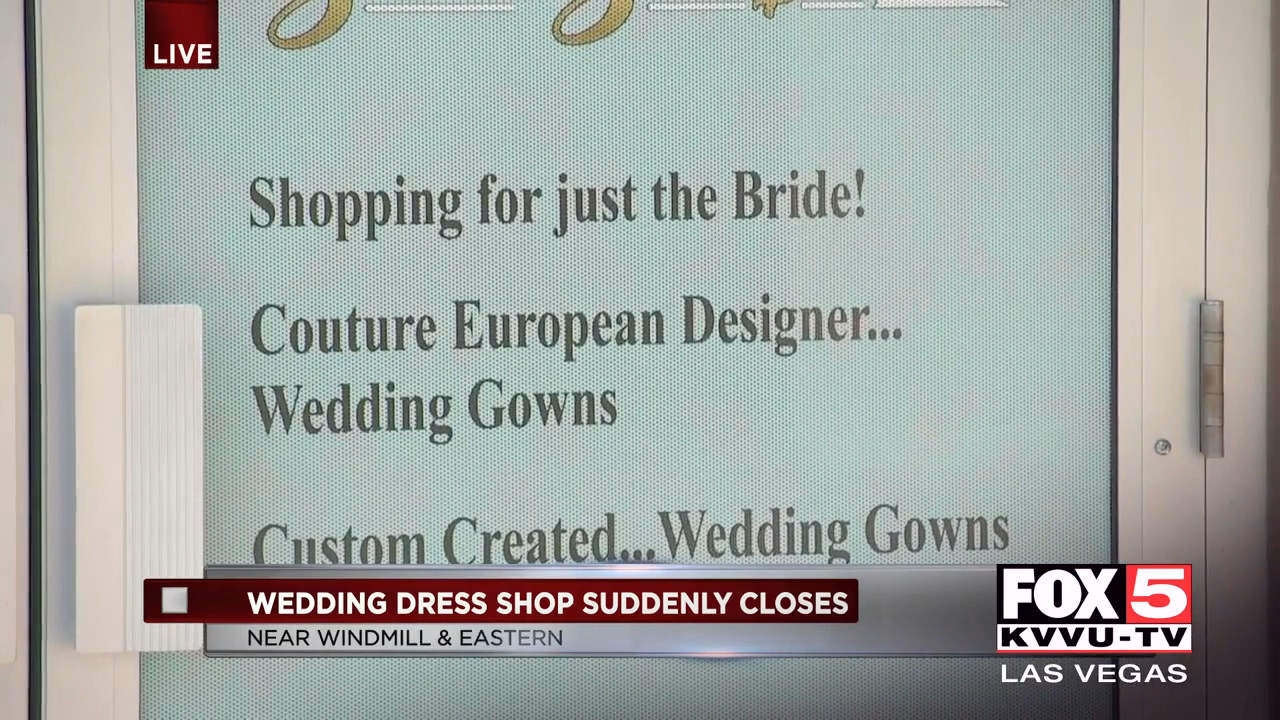 LIVE
Shopping for just the Bride!
Couture European Designer...
Wedding Gowns
Custom Created...Wedding Gowns
WEDDING DRESS SHOP SUDDENLY CLOSES
NEAR WINDMILL & EASTERN
FOX 5
KVVU-TV
LAS VEGAS